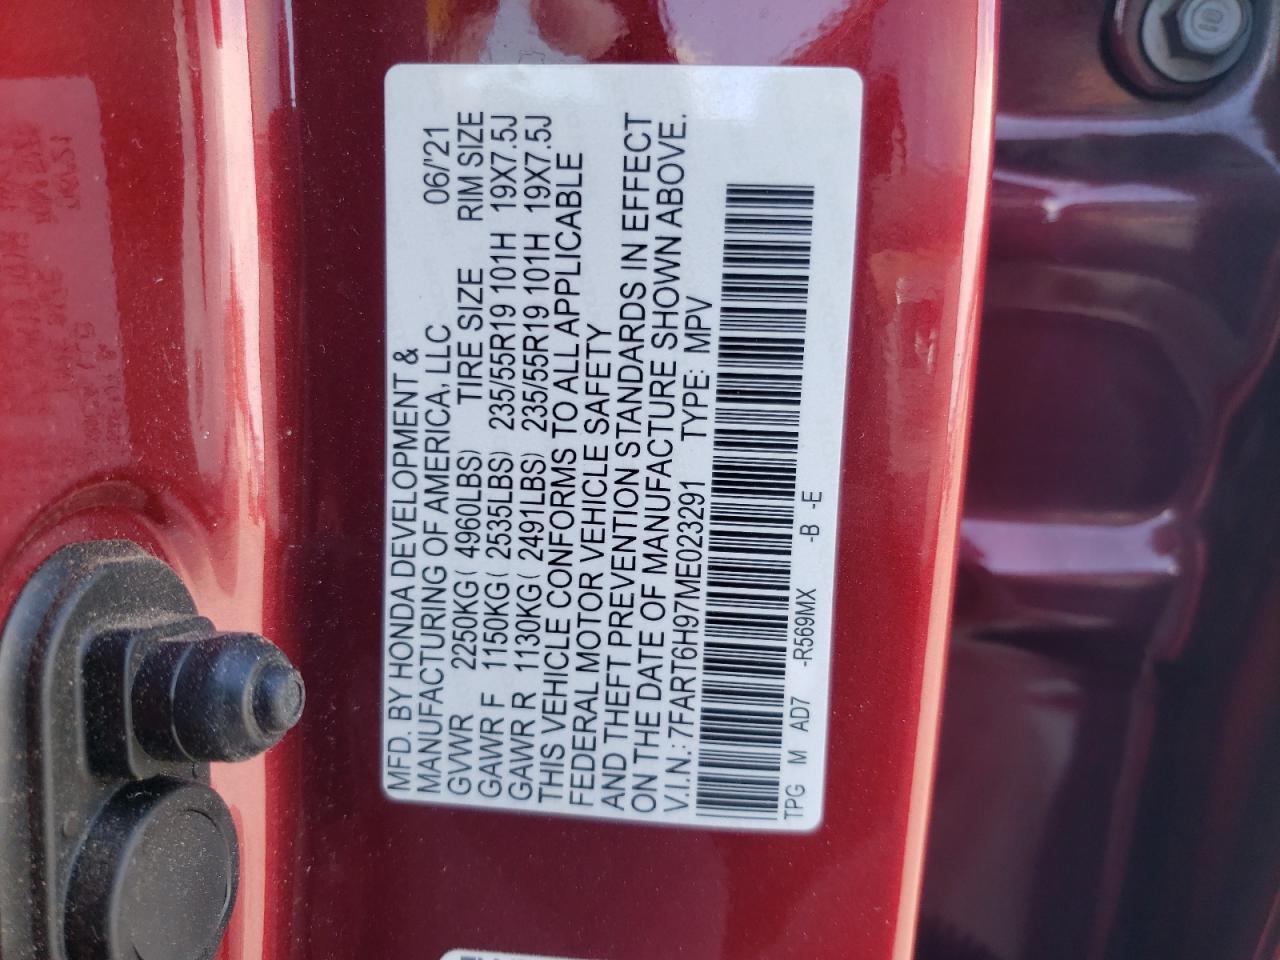 MFD. BY HONDA DEVELOPMENT &
MANUFACTURING OF AMERICA, LLC 06/'21
GVWR 2250KG ( 4960LBS) TIRE SIZE RIM SIZE
GAWR F 1150KG ( 2535LBS) 235/55R19 101H 19X7.5J
GAWR R 1130KG ( 2491LBS) 235/55R19 101H 19X7.5J
THIS VEHICLE CONFORMS TO ALL APPLICABLE
FEDERAL MOTOR VEHICLE SAFETY
AND THEFT PREVENTION STANDARDS IN EFFECT
ON THE DATE OF MANUFACTURE SHOWN ABOVE.
V.I.N.: 7FART6H97ME023291 TYPE: MPV
TPG M AD7 -R569MX -B -E
10